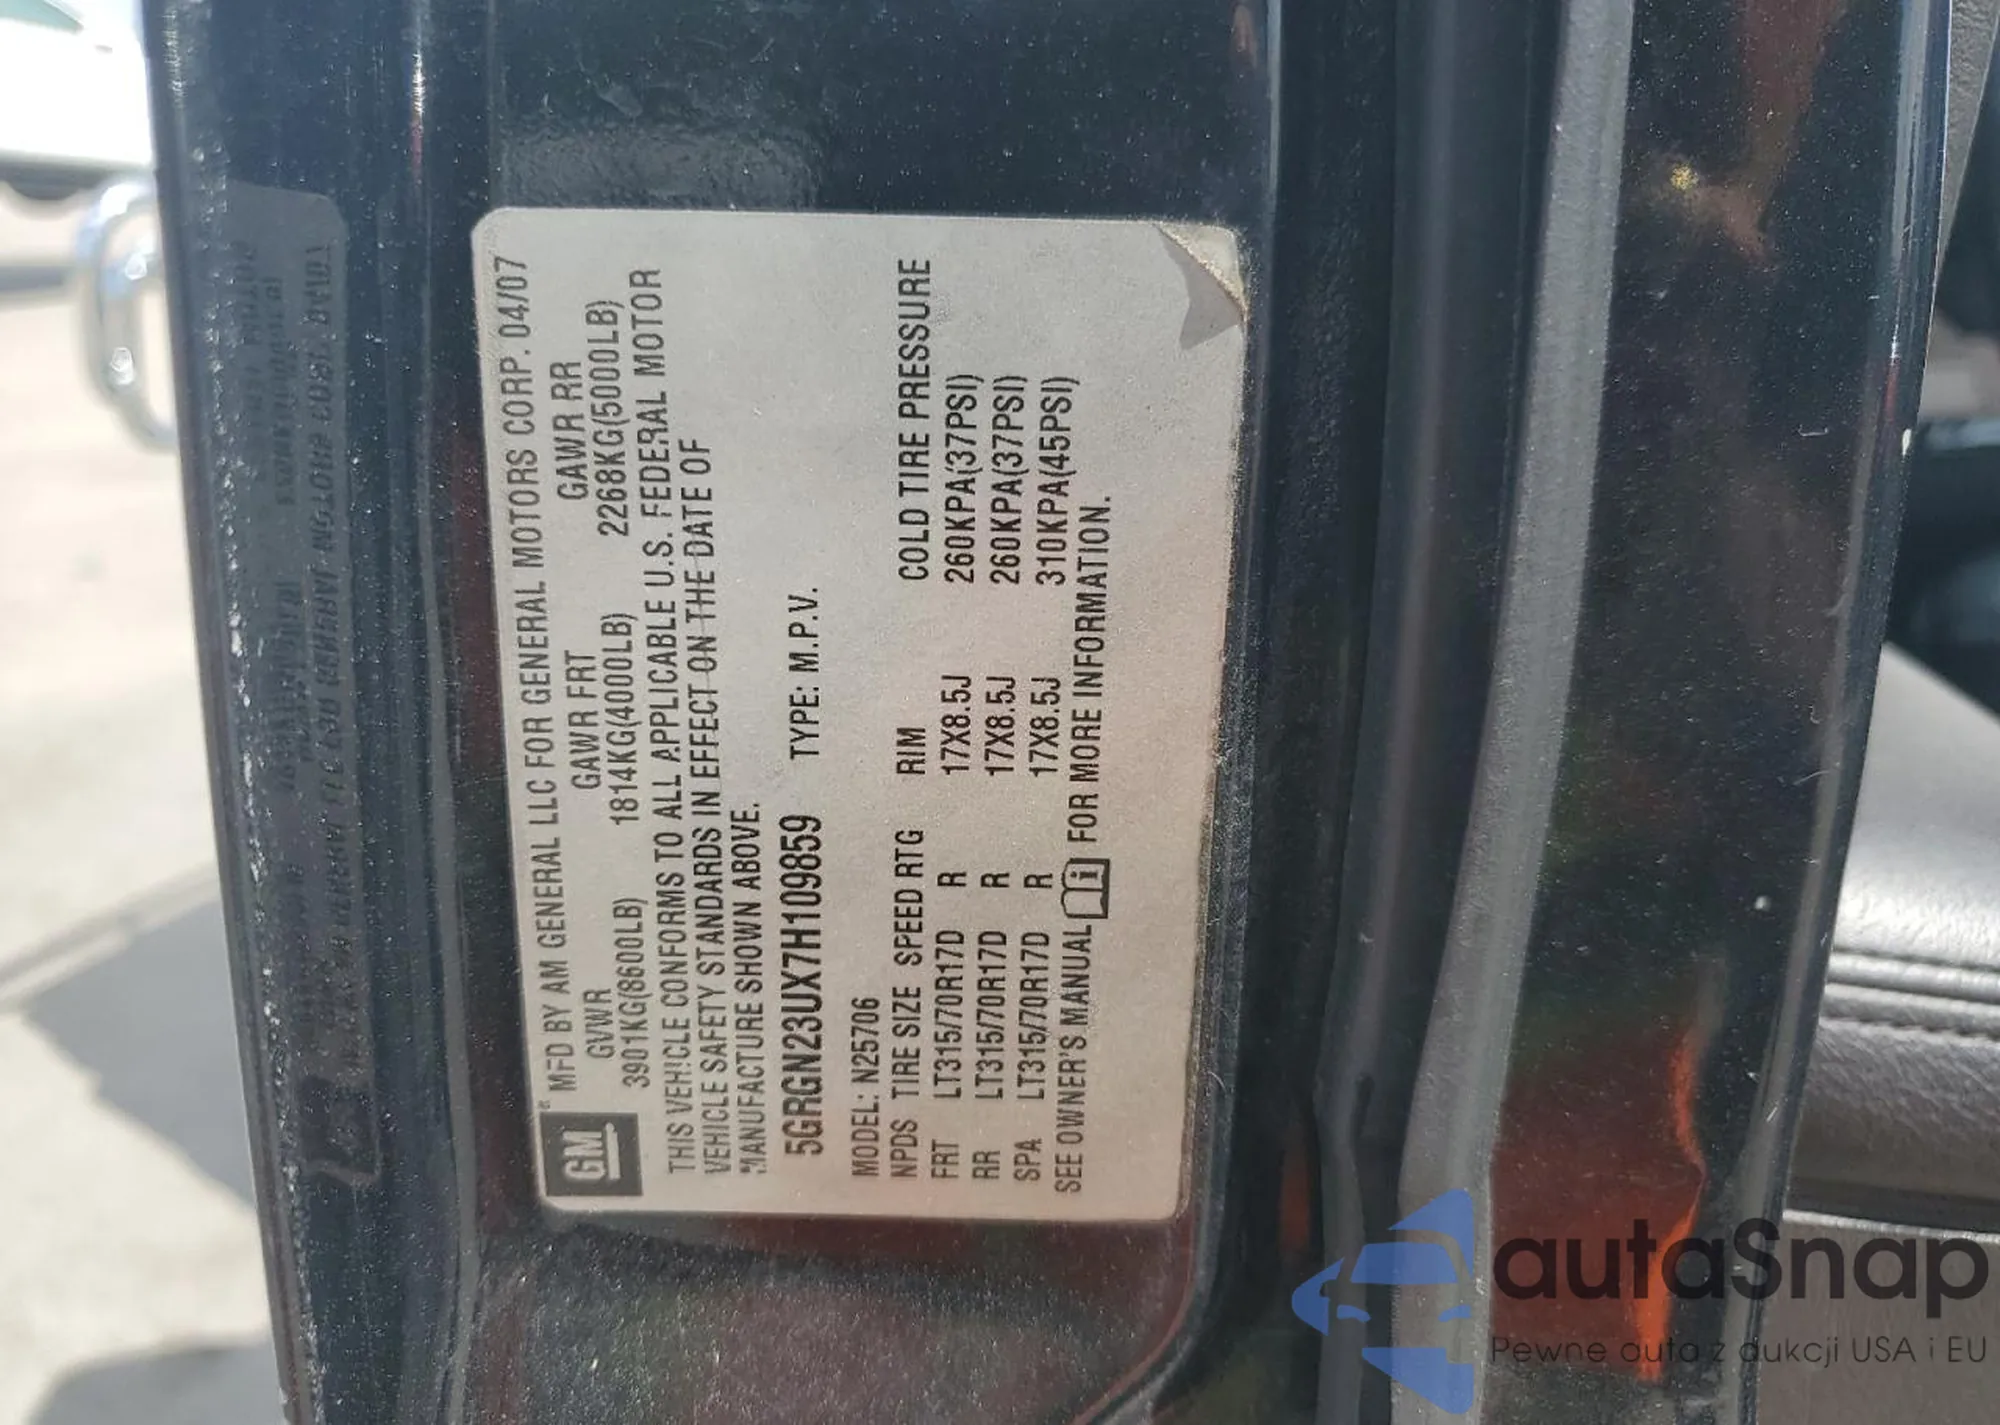 GM
MFD BY AM GENERAL LLC FOR GENERAL MOTORS CORP. 04/07
GVWR GAWR FRT GAWR RR
3901KG(8600LB) 1814KG(4000LB) 2268KG(5000LB)
THIS VEHICLE CONFORMS TO ALL APPLICABLE U.S. FEDERAL MOTOR
VEHICLE SAFETY STANDARDS IN EFFECT ON THE DATE OF
MANUFACTURE SHOWN ABOVE.
5GRGN23UX7H109859 TYPE: M.P.V.
MODEL: N25706
NPDS TIRE SIZE SPEED RTG RIM COLD TIRE PRESSURE
FRT LT315/70R17D R 17X8.5J 260KPA(37PSI)
RR LT315/70R17D R 17X8.5J 260KPA(37PSI)
SPA LT315/70R17D R 17X8.5J 310KPA(45PSI)
SEE OWNER'S MANUAL i FOR MORE INFORMATION.
autaSnap
Pewne auta z dukcji USA i EU